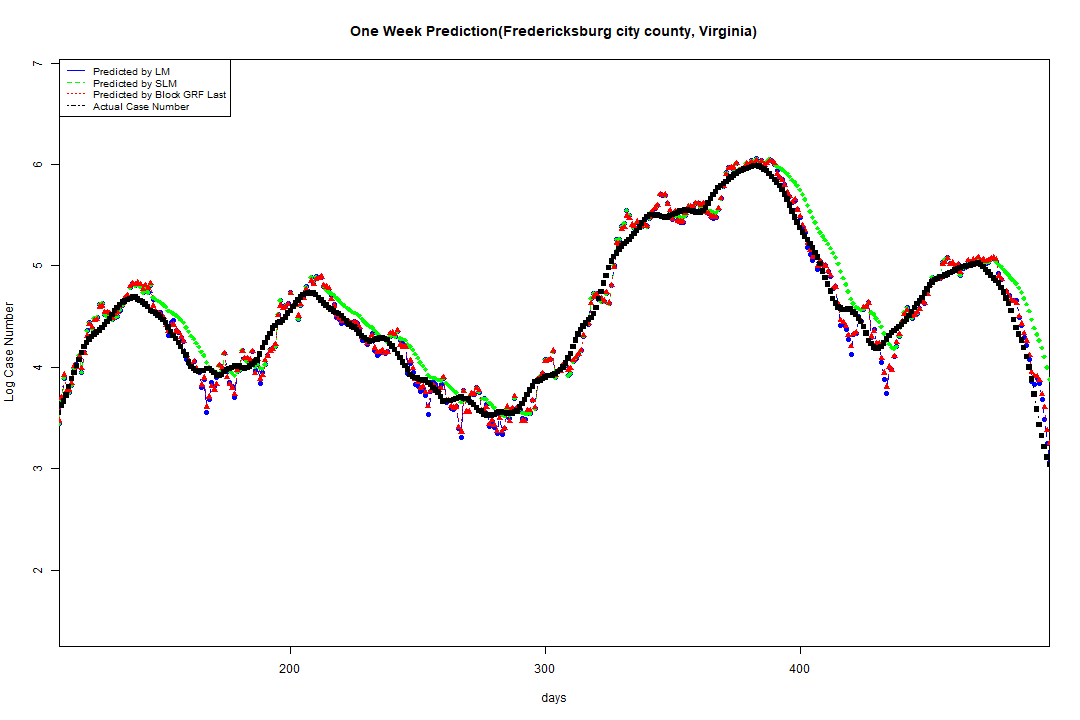 One Week Prediction(Fredericksburg city county, Virginia)
Predicted by LM
Predicted by SLM
Predicted by Block GRF Last
Actual Case Number
7
6
5
4
3
2
Log Case Number
200 300 400
days